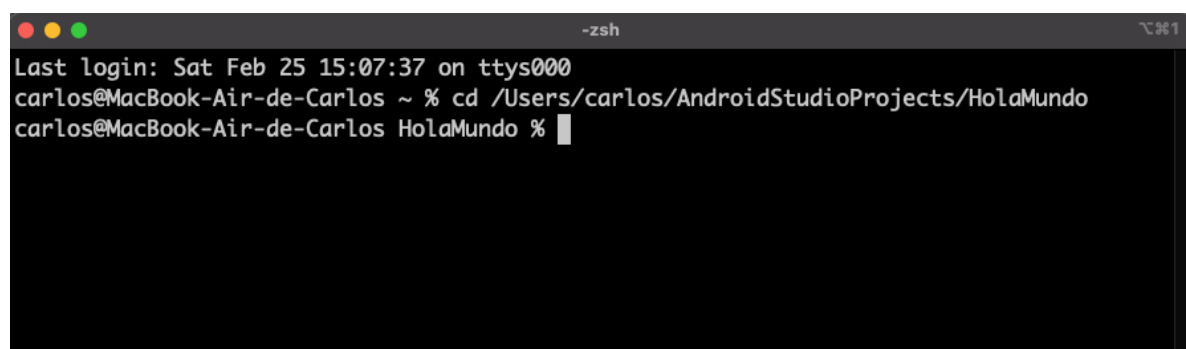 -zsh
⌥⌘1
Last login: Sat Feb 25 15:07:37 on ttys000
carlos@MacBook-Air-de-Carlos ~ % cd /Users/carlos/AndroidStudioProjects/HolaMundo
carlos@MacBook-Air-de-Carlos HolaMundo %